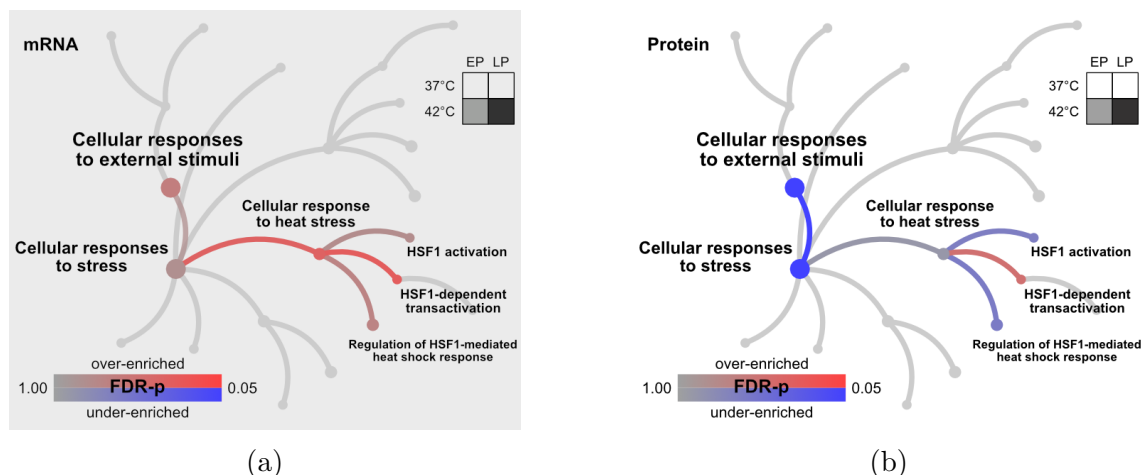 mRNA
EP LP
37°C
42°C
Cellular responses
to external stimuli
Cellular response
to heat stress
Cellular responses
to stress
HSF1 activation
HSF1-dependent
transactivation
Regulation of HSF1-mediated
heat shock response
over-enriched
1.00 FDR-p 0.05
under-enriched
(a)
Protein
EP LP
37°C
42°C
Cellular responses
to external stimuli
Cellular response
to heat stress
Cellular responses
to stress
HSF1 activation
HSF1-dependent
transactivation
Regulation of HSF1-mediated
heat shock response
over-enriched
1.00 FDR-p 0.05
under-enriched
(b)